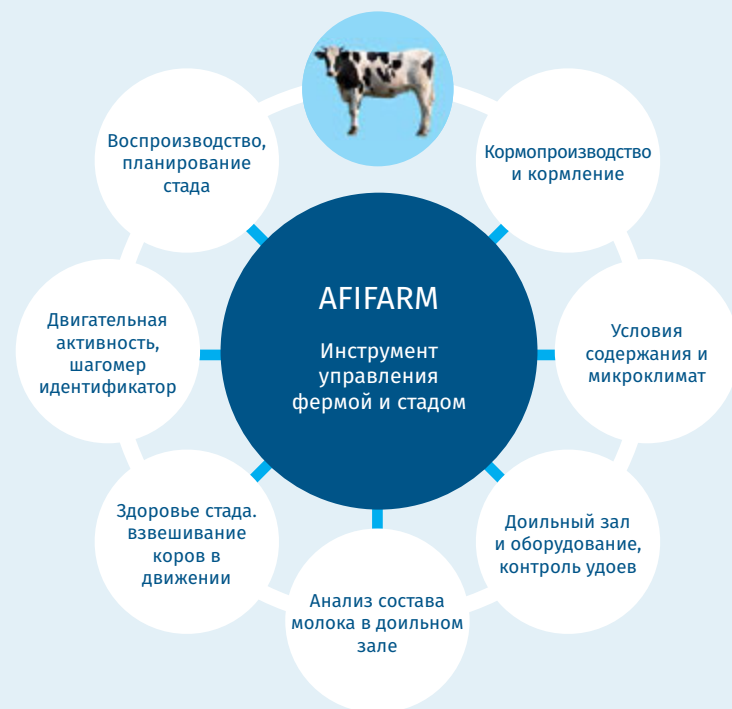 Воспроизводство,
планирование
стада
Кормопроизводство
и кормление
AFIFARM
Инструмент
управления
фермой и стадом
Двигательная
активность,
шагомер
идентификатор
Условия
содержания и
микроклимат
Здоровье стада.
взвешивание
коров в
движении
Доильный зал
и оборудование,
контроль удоев
Анализ состава
молока в доильном
зале